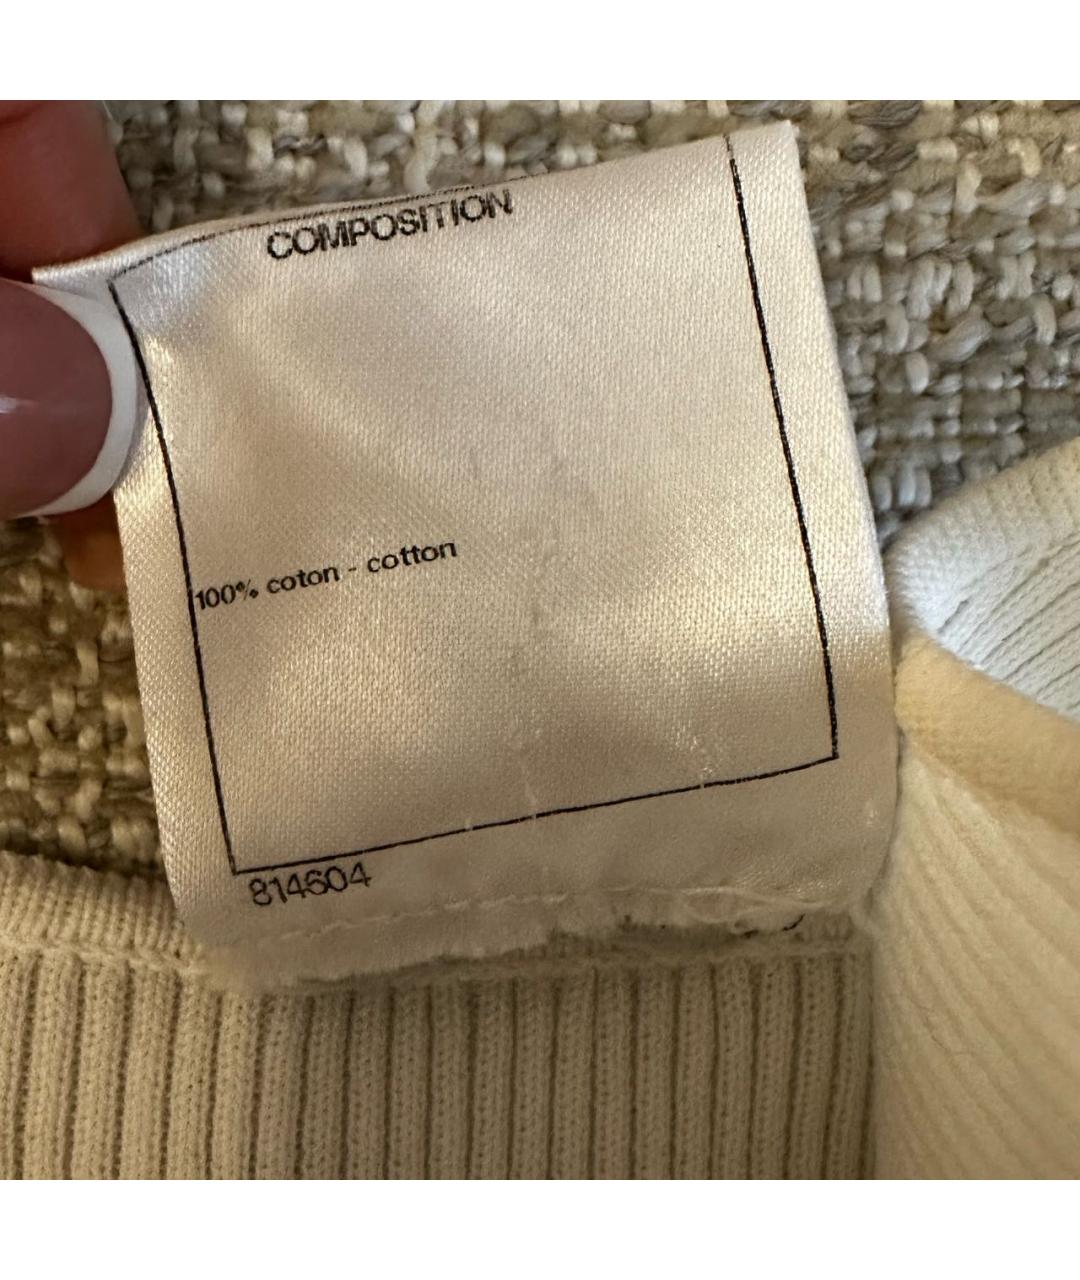 COMPOSITION
100% coton - cotton
814604